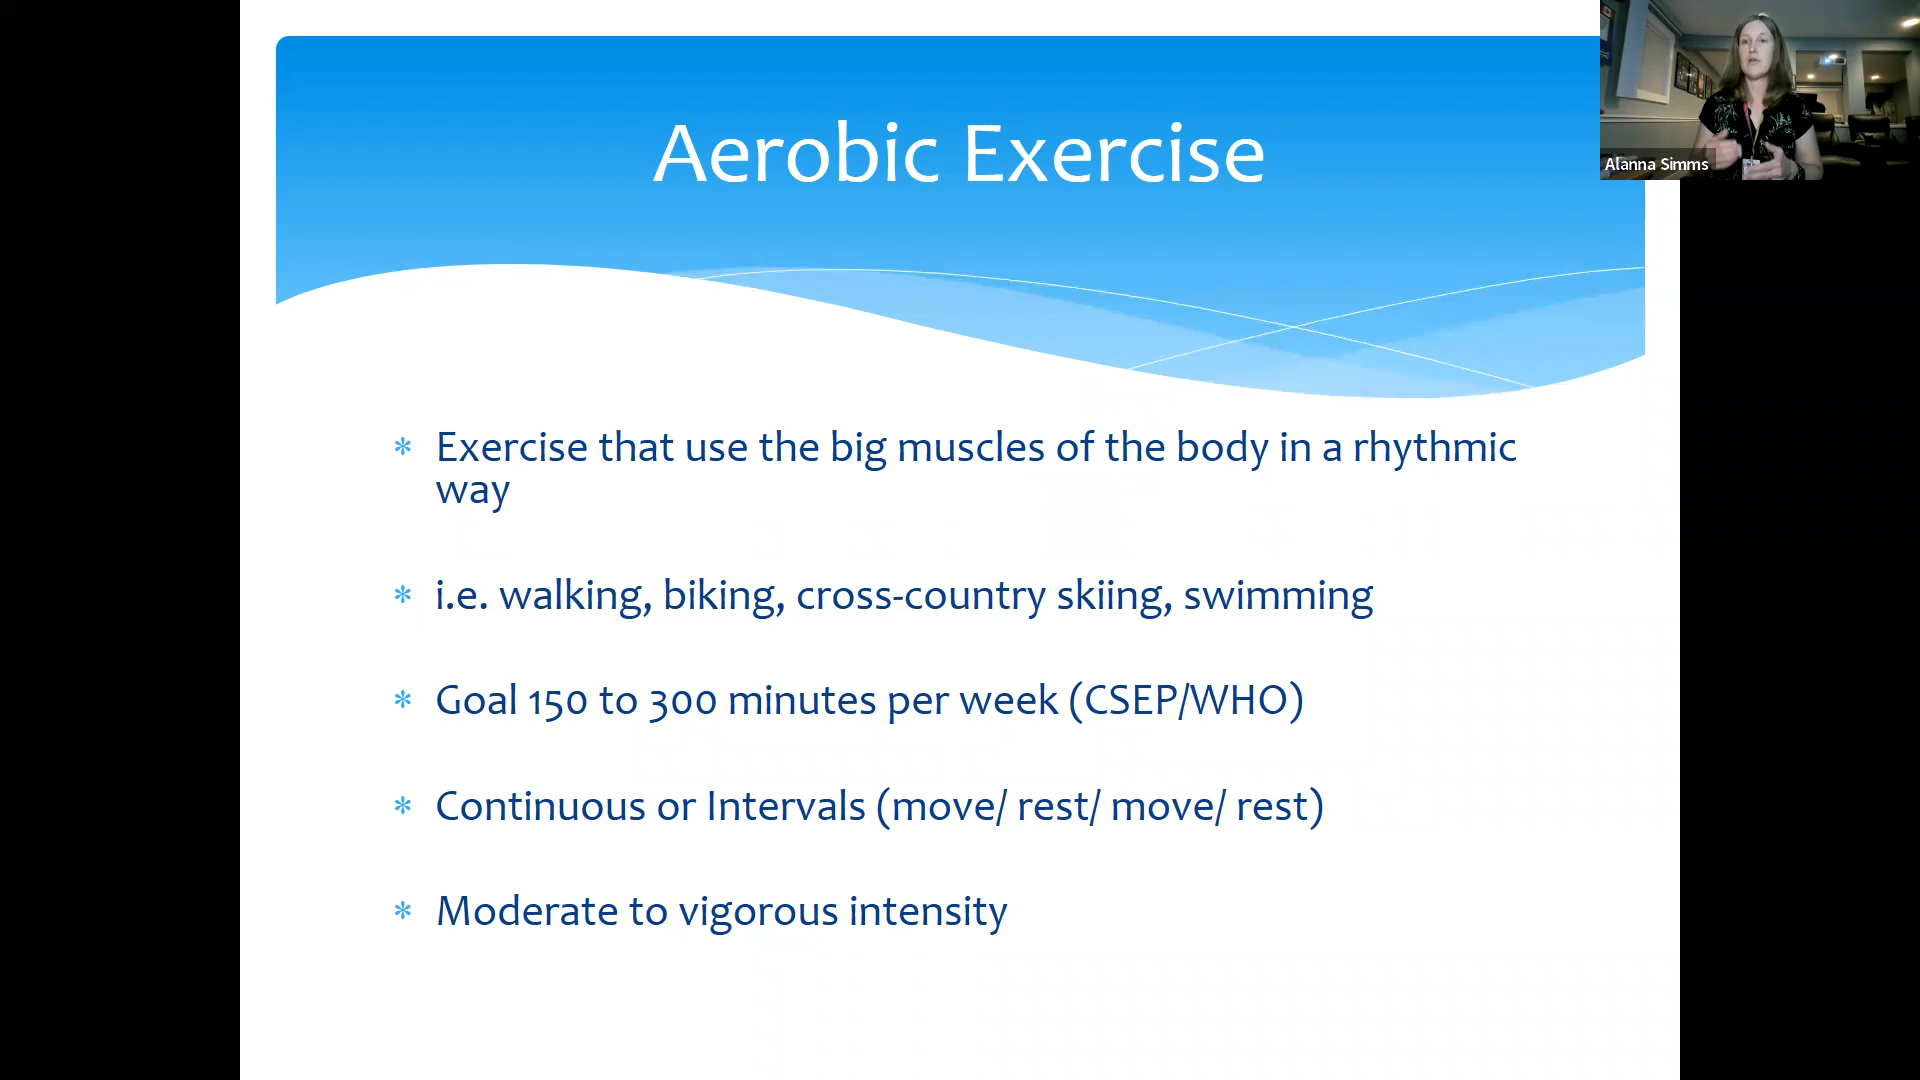 Aerobic Exercise
Alanna Simms
* Exercise that use the big muscles of the body in a rhythmic
way
* i.e. walking, biking, cross-country skiing, swimming
* Goal 150 to 300 minutes per week (CSEP/WHO)
* Continuous or Intervals (move/ rest/ move/ rest)
* Moderate to vigorous intensity